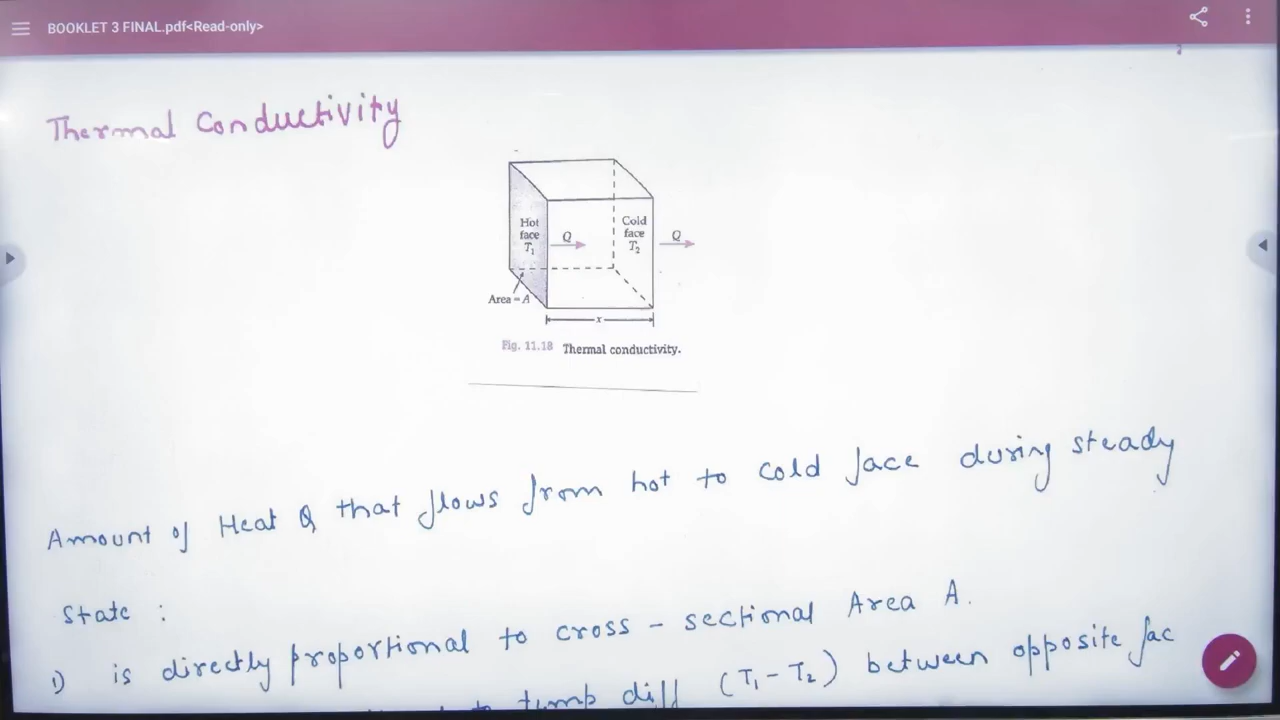 BOOKLET 3 FINAL.pdf<Read-only>
Thermal Conductivity
Hot
face
T₁
Q
Cold
face
T₂
Q
Area = A
x
Fig. 11.18 Thermal conductivity.
Amount of Heat Q that flows from hot to cold face during steady
State :
1) is directly proportional to cross - sectional Area A.
to temp diff (T₁ - T₂) between opposite fac